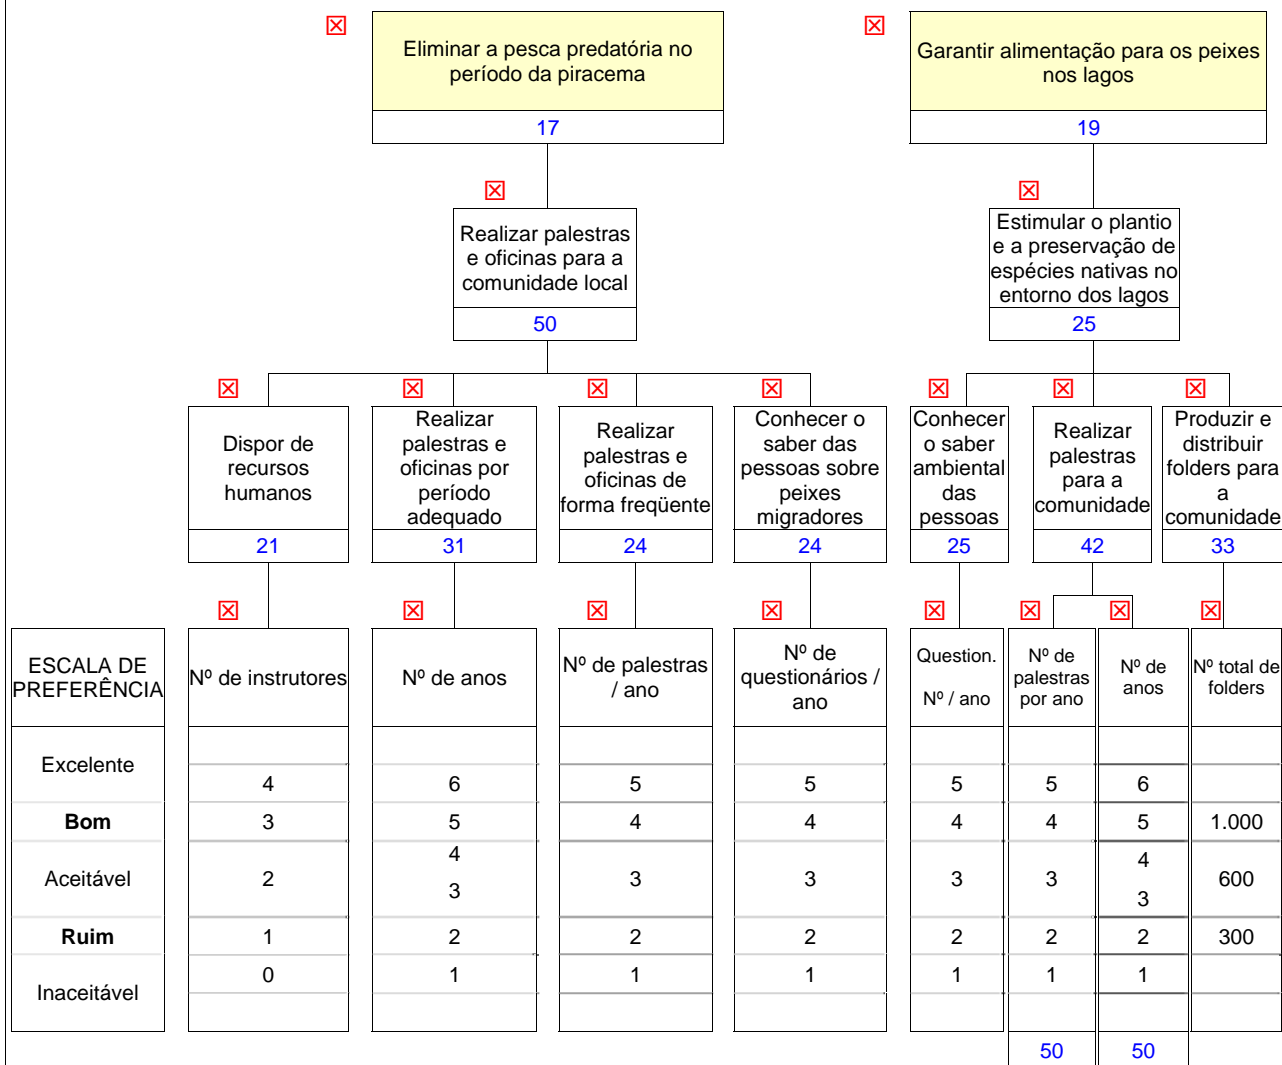 Eliminar a pesca predatória no
período da piracema
17
Garantir alimentação para os peixes
nos lagos
19
Realizar palestras
e oficinas para a
comunidade local
50
Estimular o plantio
e a preservação de
espécies nativas no
entorno dos lagos
25
Dispor de
recursos
humanos
21
Realizar
palestras e
oficinas por
período
adequado
31
Realizar
palestras e
oficinas de
forma freqüente
24
Conhecer o
saber das
pessoas sobre
peixes
migradores
24
Conhecer
o saber
ambiental
das
pessoas
25
Realizar
palestras
para a
comunidade
42
Produzir e
distribuir
folders para
a
comunidade
33
ESCALA DE
PREFERÊNCIA
Nº de instrutores
Nº de anos
Nº de palestras
/ ano
Nº de
questionários /
ano
Question.
Nº / ano
Nº de
palestras
por ano
Nº de
anos
Nº total de
folders
Excelente
4 6 5 5 5 5 6
Bom 3 5 4 4 4 4 5 1.000
Aceitável 2 4 3 3 3 3 3 4 3 600
Ruim 1 2 2 2 2 2 2 300
Inaceitável
0 1 1 1 1 1 1
50 50